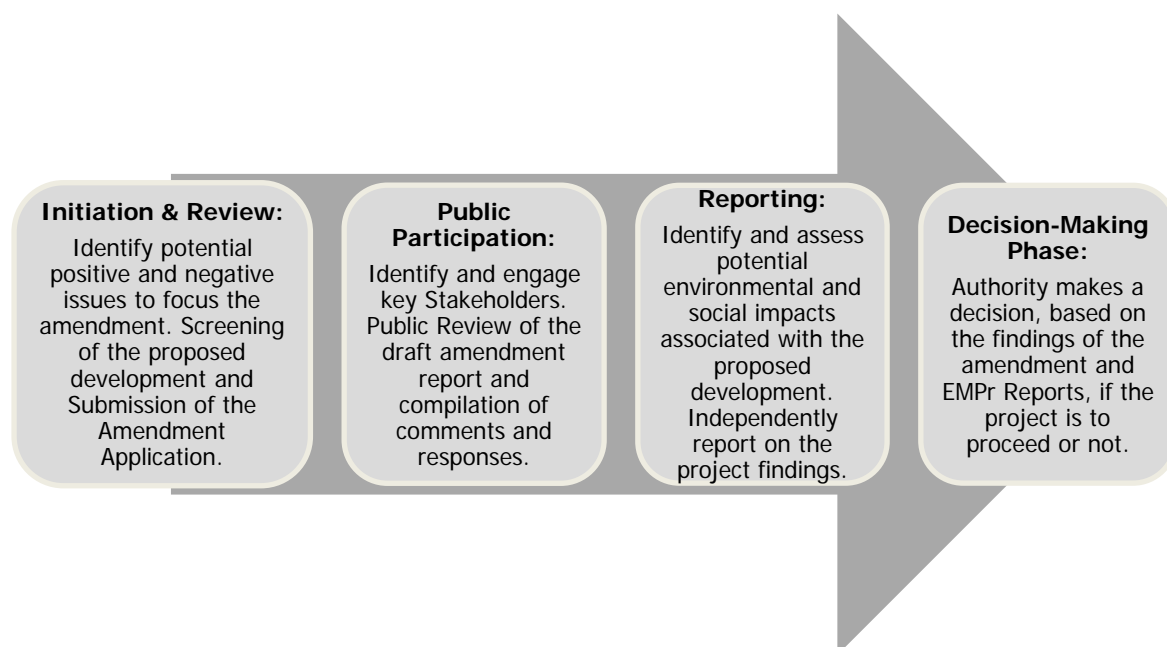 Initiation & Review:
Identify potential
positive and negative
issues to focus the
amendment. Screening
of the proposed
development and
Submission of the
Amendment
Application.
Public
Participation:
Identify and engage
key Stakeholders.
Public Review of the
draft amendment
report and
compilation of
comments and
responses.
Reporting:
Identify and assess
potential
environmental and
social impacts
associated with the
proposed
development.
Independently
report on the
project findings.
Decision-Making
Phase:
Authority makes a
decision, based on
the findings of the
amendment and
EMPr Reports, if the
project is to
proceed or not.